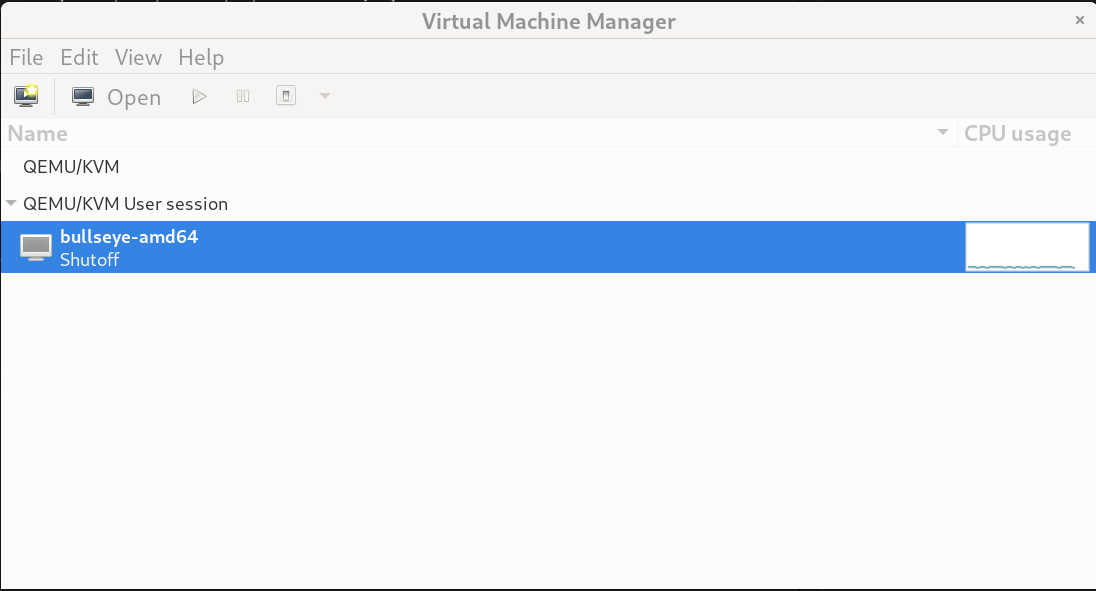 Virtual Machine Manager ×
File Edit View Help
Open
Name CPU usage
QEMU/KVM
QEMU/KVM User session
bullseye-amd64
Shutoff